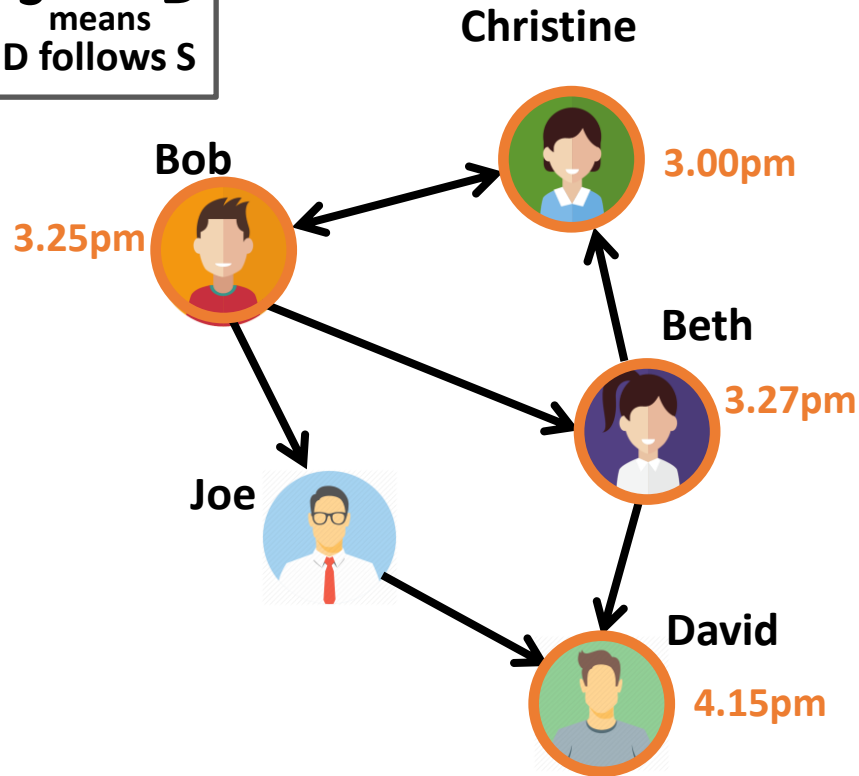 means
D follows S
Christine
Bob
3.00pm
3.25pm
Beth
3.27pm
Joe
David
4.15pm